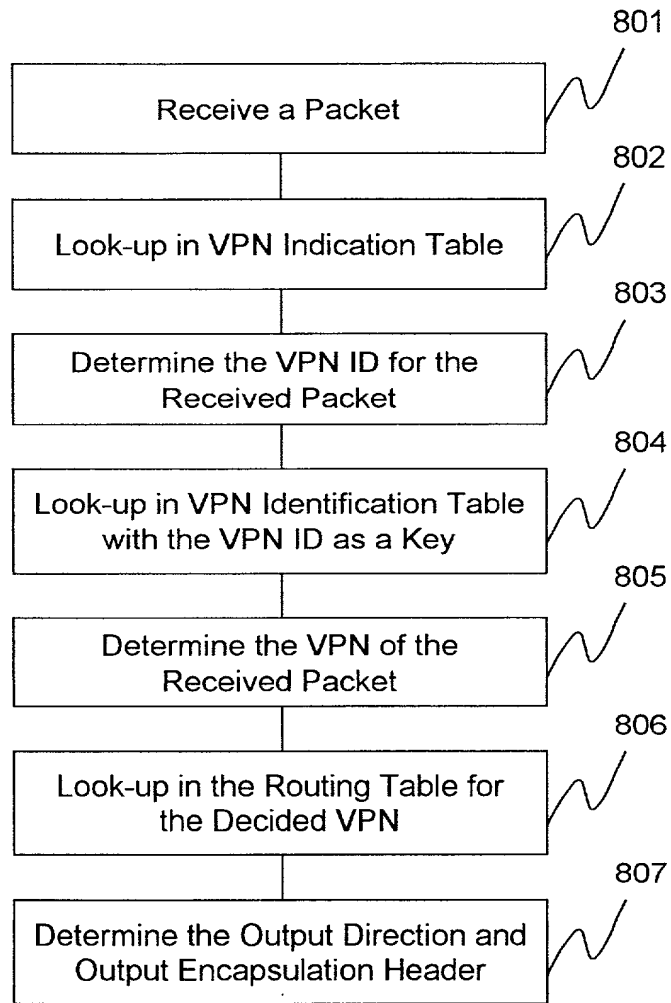 801
Receive a Packet
802
Look-up in VPN Indication Table
803
Determine the VPN ID for the
Received Packet
804
Look-up in VPN Identification Table
with the VPN ID as a Key
805
Determine the VPN of the
Received Packet
806
Look-up in the Routing Table for
the Decided VPN
807
Determine the Output Direction and
Output Encapsulation Header